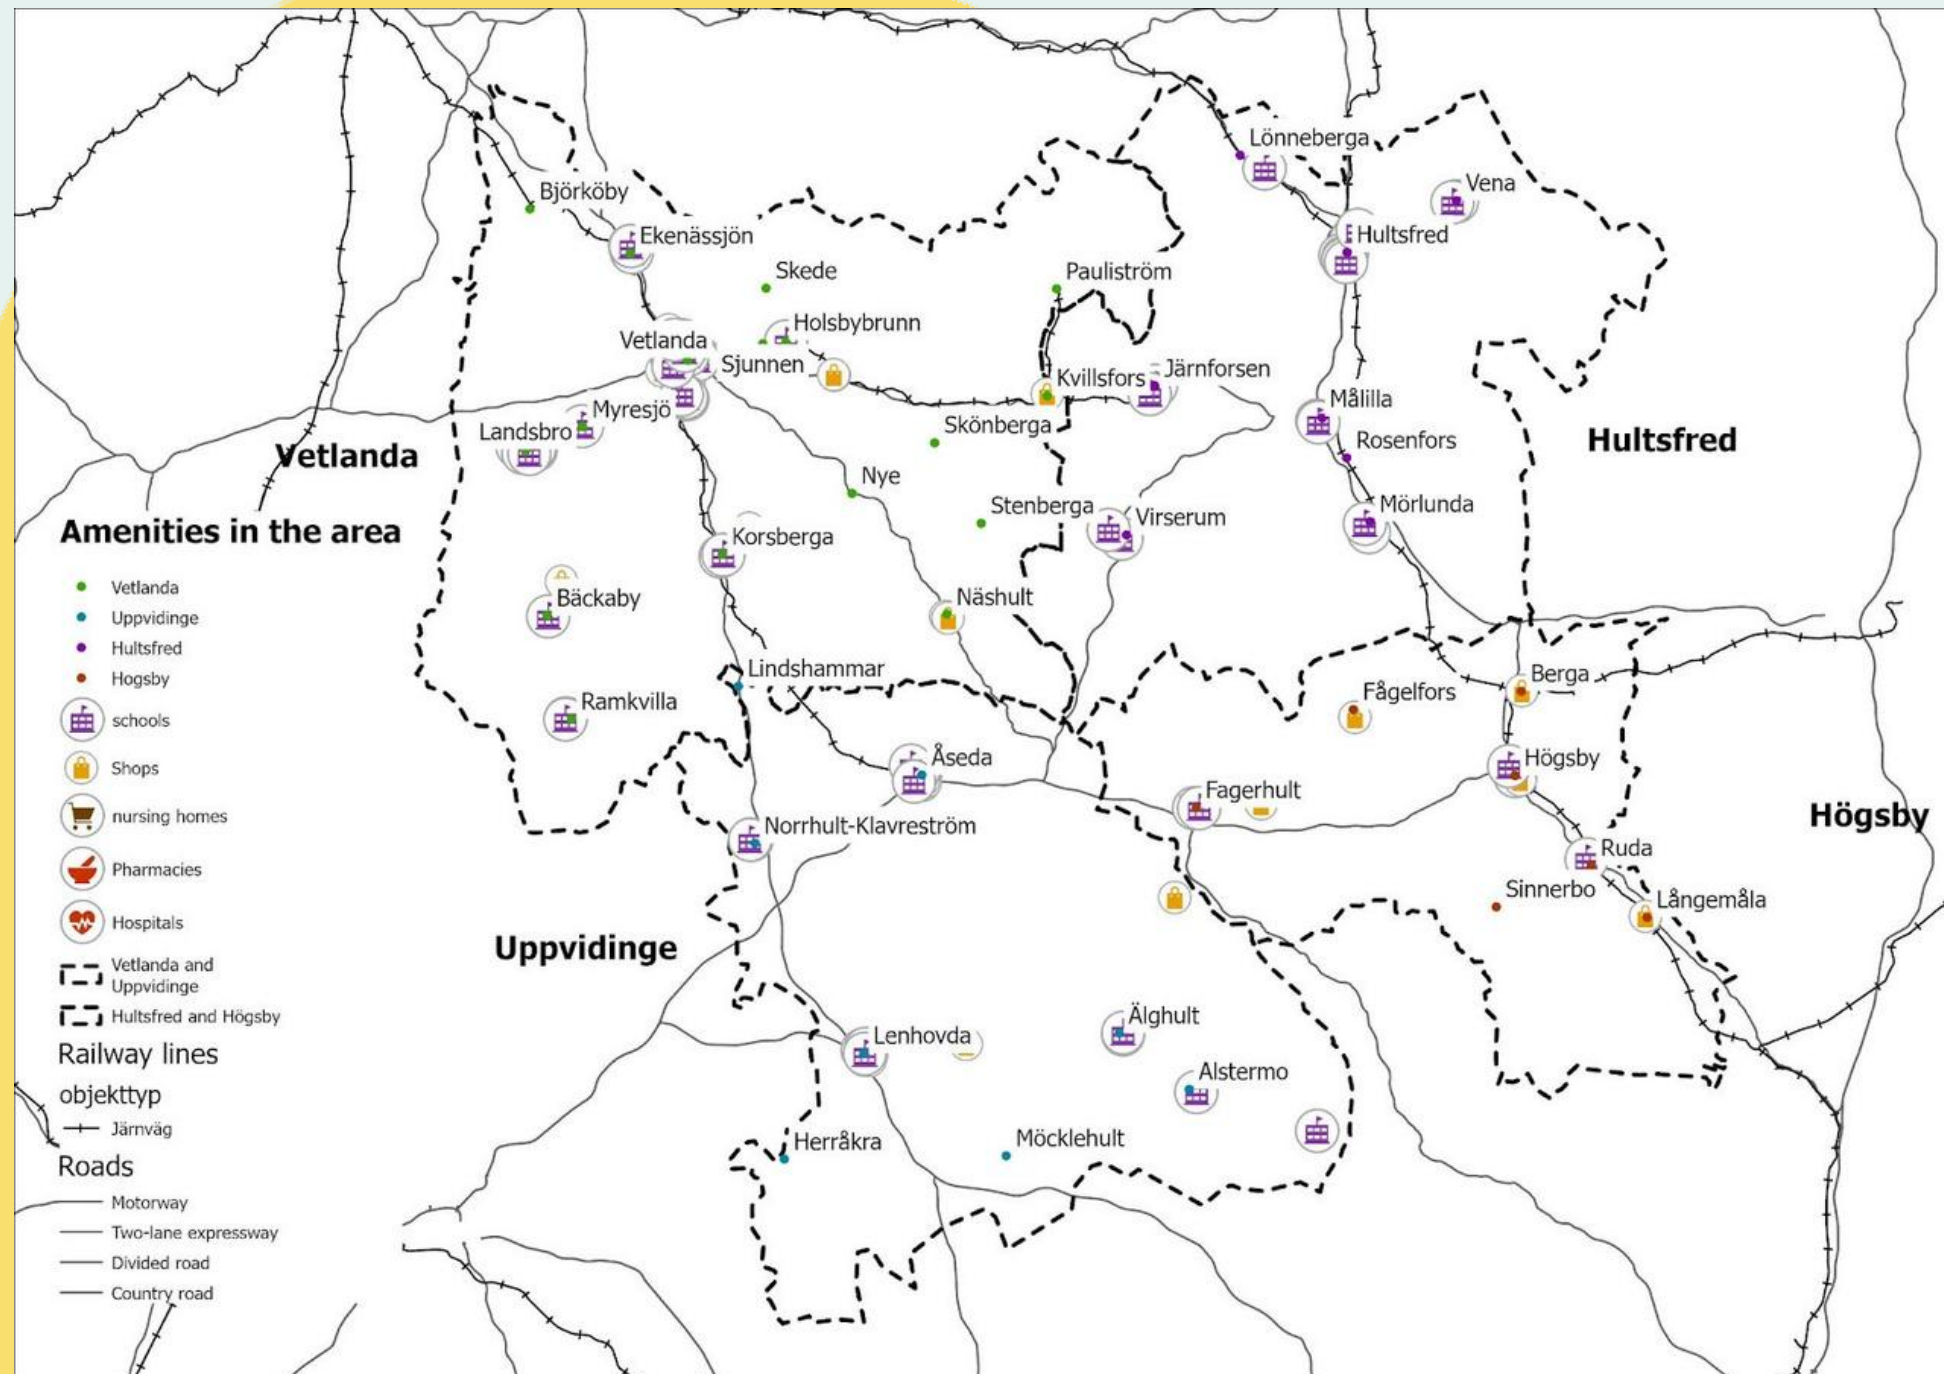 Lönneberga
Vena
Björköby
Ekenässjön
Hultsfred
Skede
Pauliström
Holsbybrunn
Vetlanda
Sjunnen
Kvillsfors
Järnforsen
Myresjö
Målilla
Landsbro
Skönberga
Rosenfors
Hultsfred
Vetlanda
Nye
Stenberga
Mörlunda
Virserum
Korsberga
Bäckaby
Näshult
Lindshammar
Berga
Ramkvilla
Fågelfors
Åseda
Högsby
Fagerhult
Högsby
Norrhult-Klavreström
Ruda
Sinnerbo
Långemåla
Uppvidinge
Älghult
Lenhovda
Alstermo
Herråkra
Möcklehult
Amenities in the area
Vetlanda
Uppvidinge
Hultsfred
Hogsby
schools
Shops
nursing homes
Pharmacies
Hospitals
Vetlanda and
Uppvidinge
Hultsfred and Högsby
Railway lines
objekttyp
Järnväg
Roads
Motorway
Two-lane expressway
Divided road
Country road